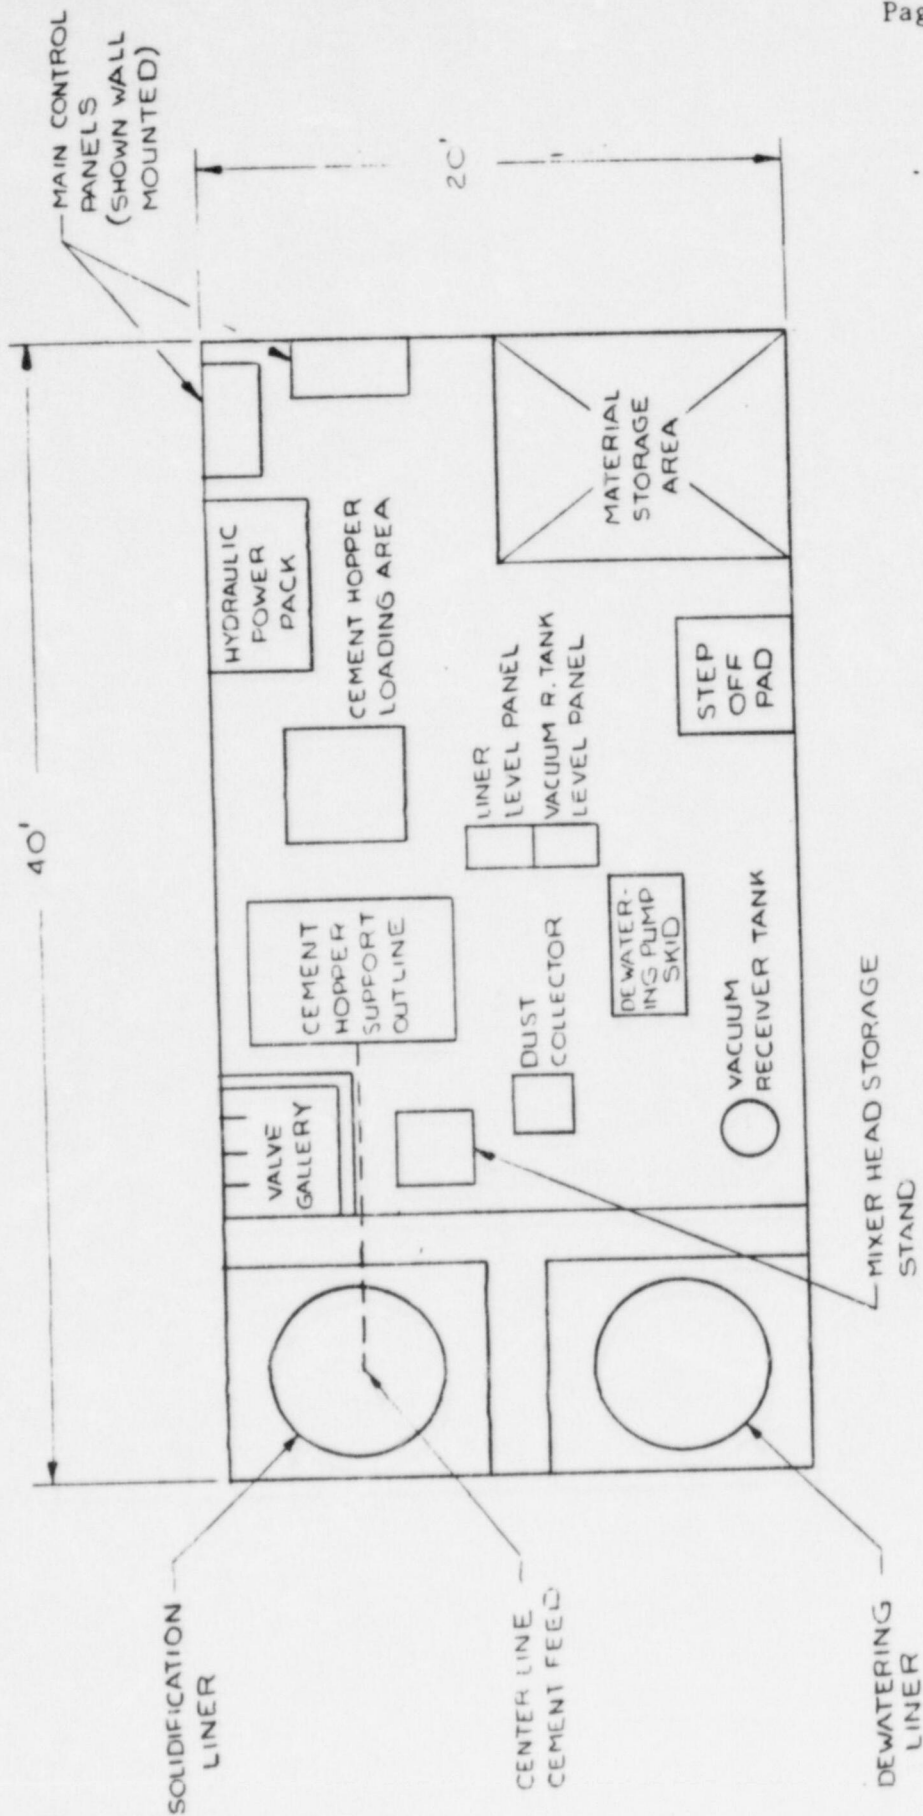 Pag
MAIN CONTROL
PANELS
(SHOWN WALL
MOUNTED)
40'
20'
HYDRAULIC
POWER
PACK
CEMENT HOPPER
LOADING AREA
MATERIAL
STORAGE
AREA
CEMENT
HOPPER
SUPPORT
OUTLINE
LINER
LEVEL PANEL
VACUUM R. TANK
LEVEL PANEL
STEP
OFF
PAD
VALVE
GALLERY
DUST
COLLECTOR
DEWATER-
ING PUMP
SKID
VACUUM
RECEIVER TANK
MIXER HEAD STORAGE
STAND
SOLIDIFICATION
LINER
CENTER LINE
CEMENT FEED
DEWATERING
LINER